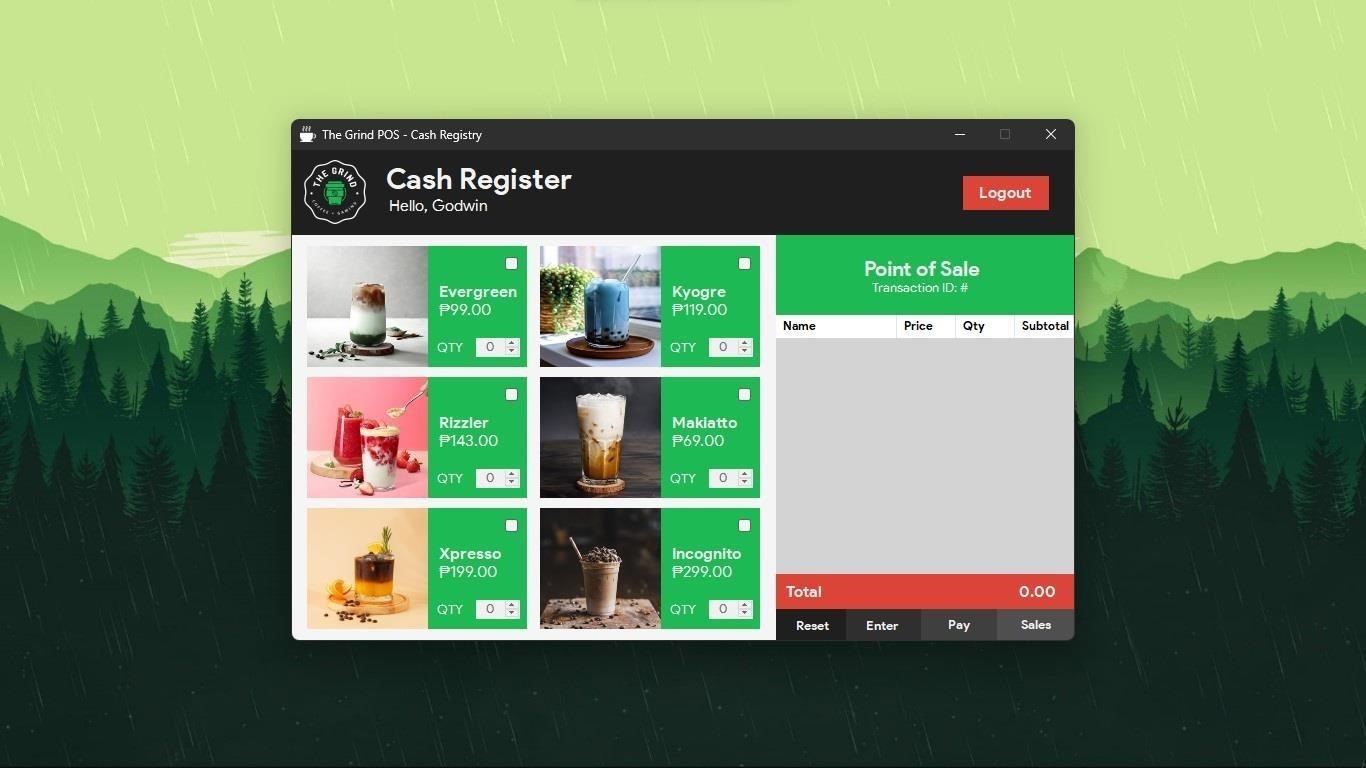 The Grind POS - Cash Registry
THE GRIND
COFFEE + GAMING
Cash Register
Hello, Godwin
Logout
Evergreen
₱99.00
QTY 0
Kyogre
₱119.00
QTY 0
Rizzler
₱143.00
QTY 0
Makiatto
₱69.00
QTY 0
Xpresso
₱199.00
QTY 0
Incognito
₱299.00
QTY 0
Point of Sale
Transaction ID: #
Name Price Qty Subtotal
Total 0.00
Reset Enter Pay Sales